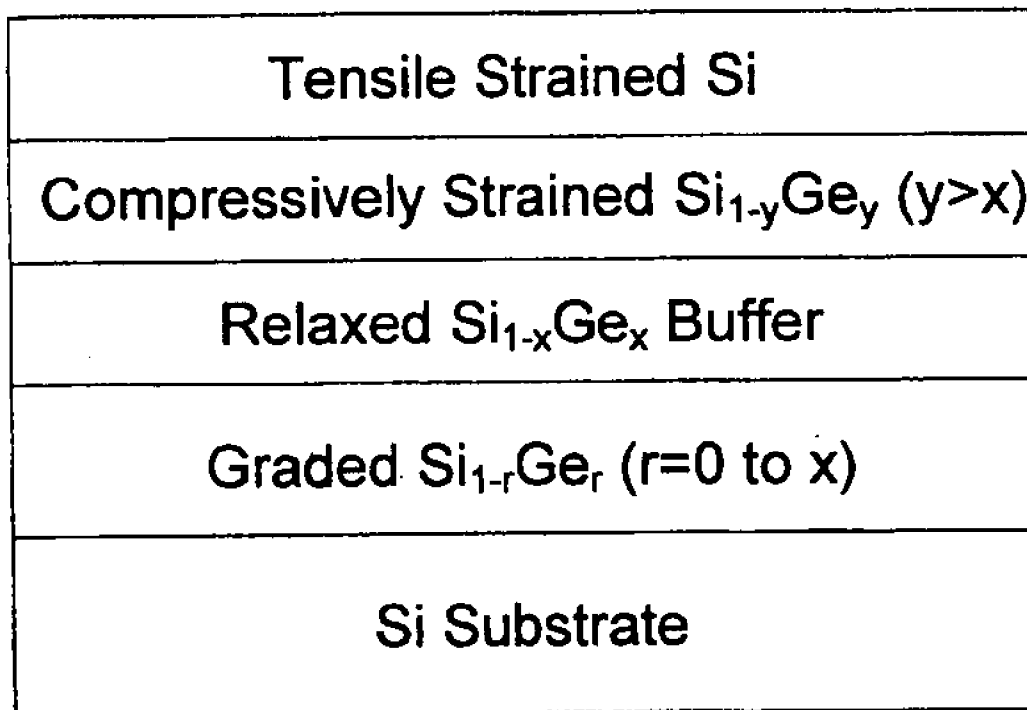 Tensile Strained Si
Compressively Strained Si₁₋yGey (y>x)
Relaxed Si₁₋ₓGeₓ Buffer
Graded Si₁₋ᵣGeᵣ (r=0 to x)
Si Substrate